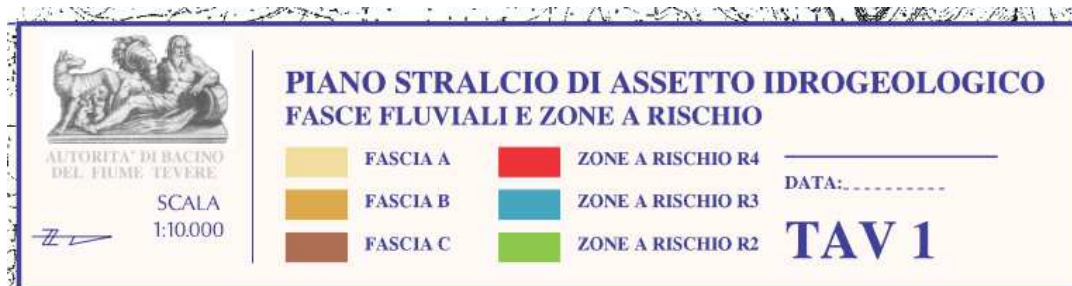 AUTORITA' DI BACINO
DEL FIUME TEVERE
SCALA
1:10.000
PIANO STRALCIO DI ASSETTO IDROGEOLOGICO
FASCE FLUVIALI E ZONE A RISCHIO
FASCIA A
FASCIA B
FASCIA C
ZONE A RISCHIO R4
ZONE A RISCHIO R3
ZONE A RISCHIO R2
DATA:
TAV 1